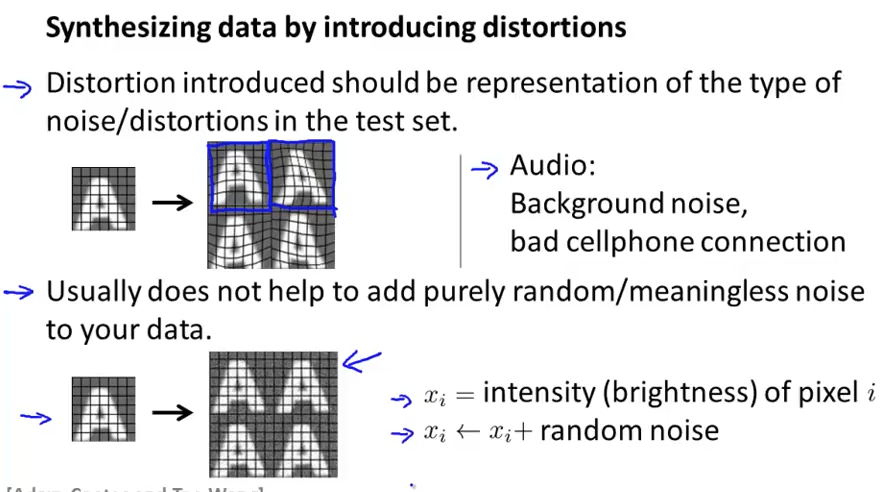 Synthesizing data by introducing distortions
Distortion introduced should be representation of the type of
noise/distortions in the test set.
A
A A
A A
Audio:
Background noise,
bad cellphone connection
Usually does not help to add purely random/meaningless noise
to your data.
A
A A
A A
x_i = intensity (brightness) of pixel i
x_i ← x_i+ random noise